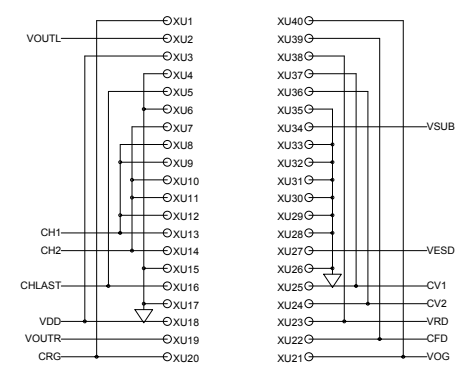 XU1 XU40
VOUTL XU2 XU39
XU3 XU38
XU4 XU37
XU5 XU36
XU6 XU35
XU7 XU34 VSUB
XU8 XU33
XU9 XU32
XU10 XU31
XU11 XU30
XU12 XU29
CH1 XU13 XU28
CH2 XU14 XU27 VESD
XU15 XU26
CHLAST XU16 XU25 CV1
XU17 XU24 CV2
VDD XU18 XU23 VRD
VOUTR XU19 XU22 CFD
CRG XU20 XU21 VOG